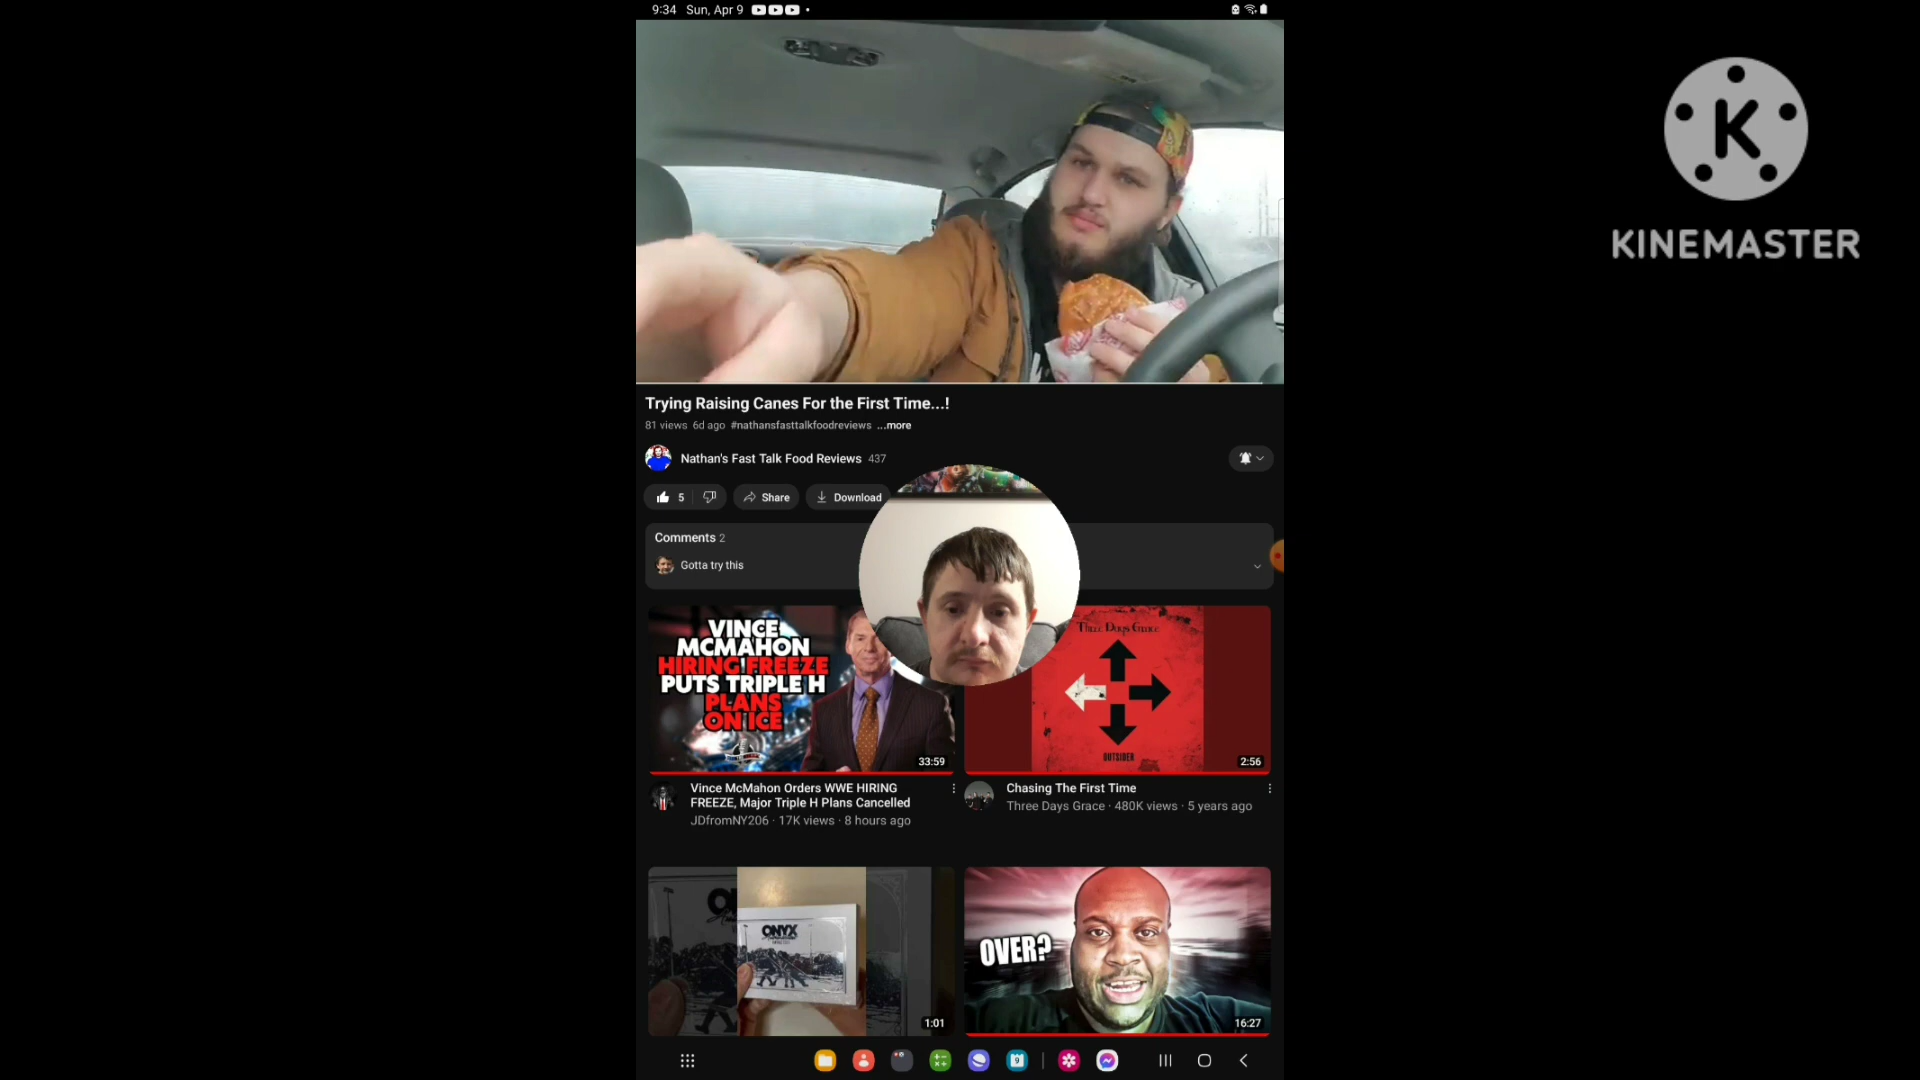 9:34 Sun, Apr 9
K
KINEMASTER
Trying Raising Canes For the First Time...!
81 views 6d ago #nathansfasttalkfoodreviews ...more
Nathan's Fast Talk Food Reviews 437
5
Share
Download
Comments 2
Gotta try this
VINCE
MCMAHON
HIRING FREEZE
PUTS TRIPLE H
PLANS
ON ICE
33:59
Three Days Grace
OUTSIDER
2:56
Vince McMahon Orders WWE HIRING
FREEZE, Major Triple H Plans Cancelled
JDfromNY206 · 17K views · 8 hours ago
Chasing The First Time
Three Days Grace · 480K views · 5 years ago
ONYX
1:01
OVER?
16:27
9